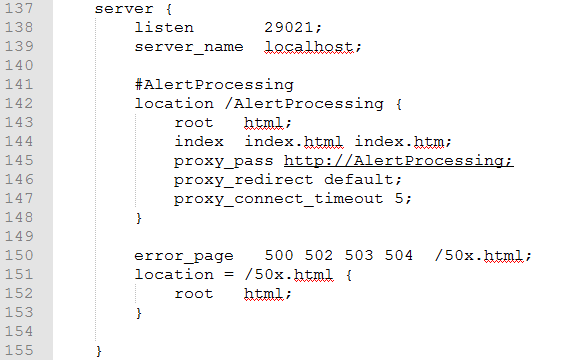 137 server {
138 listen 29021;
139 server_name localhost;
140
141 #AlertProcessing
142 location /AlertProcessing {
143 root html;
144 index index.html index.htm;
145 proxy_pass http://AlertProcessing;
146 proxy_redirect default;
147 proxy_connect_timeout 5;
148 }
149
150 error_page 500 502 503 504 /50x.html;
151 location = /50x.html {
152 root html;
153 }
154
155 }